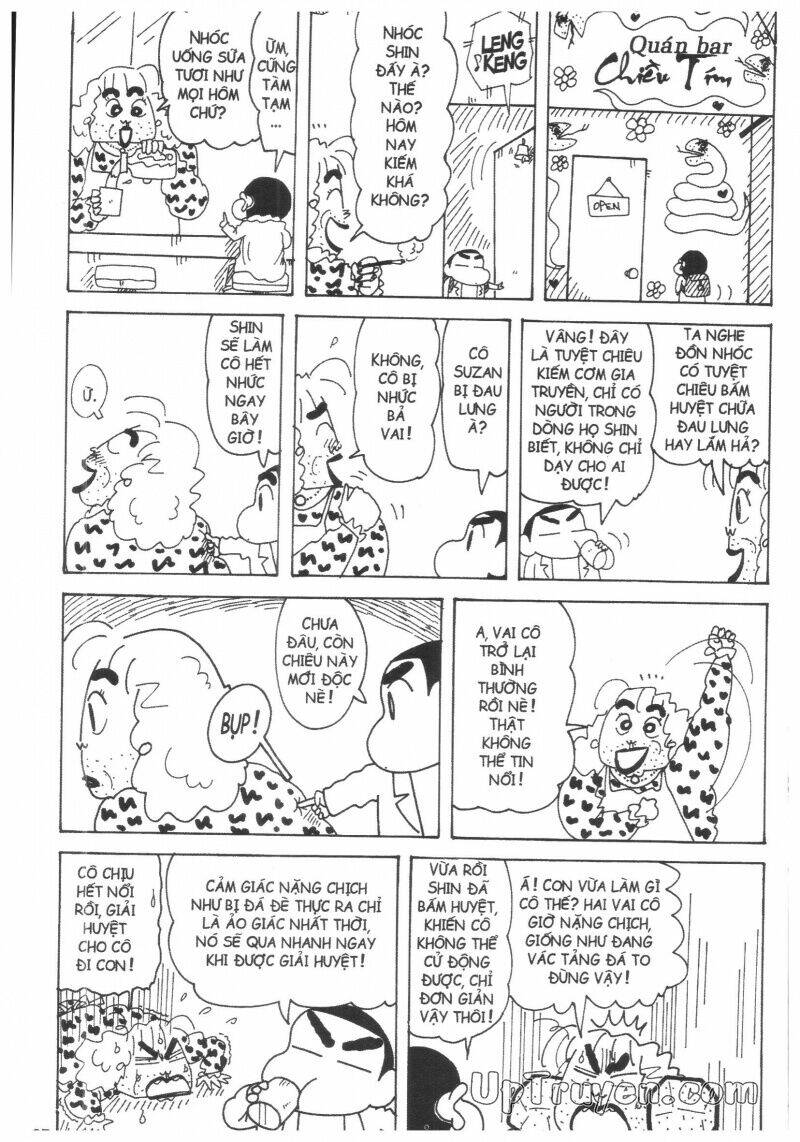 Quán bar
Chiều Tím
OPEN
LENG
KENG
NHÓC
SHIN
ĐẤY À?
THẾ
NÀO?
HÔM
NAY
KIẾM
KHÁ
KHÔNG?
NHÓC
UỐNG SỮA
TƯƠI NHƯ
MỌI HÔM
CHỨ?
ỪM,
CŨNG
TÀM
TẠM
...
TA NGHE
ĐỒN NHÓC
CÓ TUYỆT
CHIÊU BẤM
HUYỆT CHỮA
ĐAU LƯNG
HAY LẮM HẢ?
VÂNG! ĐÂY
LÀ TUYỆT CHIÊU
KIẾM CƠM GIA
TRUYỀN, CHỈ CÓ
NGƯỜI TRONG
DÒNG HỌ SHIN
BIẾT, KHÔNG CHỈ
DẠY CHO AI
ĐƯỢC!
CÔ
SUZAN
BỊ ĐAU
LƯNG
À?
KHÔNG,
CÔ BỊ
NHỨC
BẢ
VAI!
SHIN
SẼ LÀM
CÔ HẾT
NHỨC
NGAY
BÂY
GIỜ!
Ừ.
A, VAI CÔ
TRỞ LẠI
BÌNH
THƯỜNG
RỒI NÈ!
THẬT
KHÔNG
THỂ TIN
NỔI!
CHƯA
ĐÂU, CÒN
CHIÊU NÀY
MỚI ĐỘC
NÈ!
BỤP!
Á! CON VỪA LÀM GÌ
CÔ THẾ? HAI VAI CÔ
GIỜ NẶNG CHỊCH,
GIỐNG NHƯ ĐANG
VÁC TẢNG ĐÁ TO
ĐÙNG VẬY!
VỪA RỒI
SHIN ĐÃ
BẤM HUYỆT,
KHIẾN CÔ
KHÔNG THỂ
CỬ ĐỘNG
ĐƯỢC, CHỈ
ĐƠN GIẢN
VẬY THÔI!
CẢM GIÁC NẶNG CHỊCH
NHƯ BỊ ĐÁ ĐÈ THỰC RA CHỈ
LÀ ẢO GIÁC NHẤT THỜI,
NÓ SẼ QUA NHANH NGAY
KHI ĐƯỢC GIẢI HUYỆT!
CÔ CHỊU
HẾT NỔI
RỒI, GIẢI
HUYỆT
CHO CÔ
ĐI CON!
UpTruyen.com